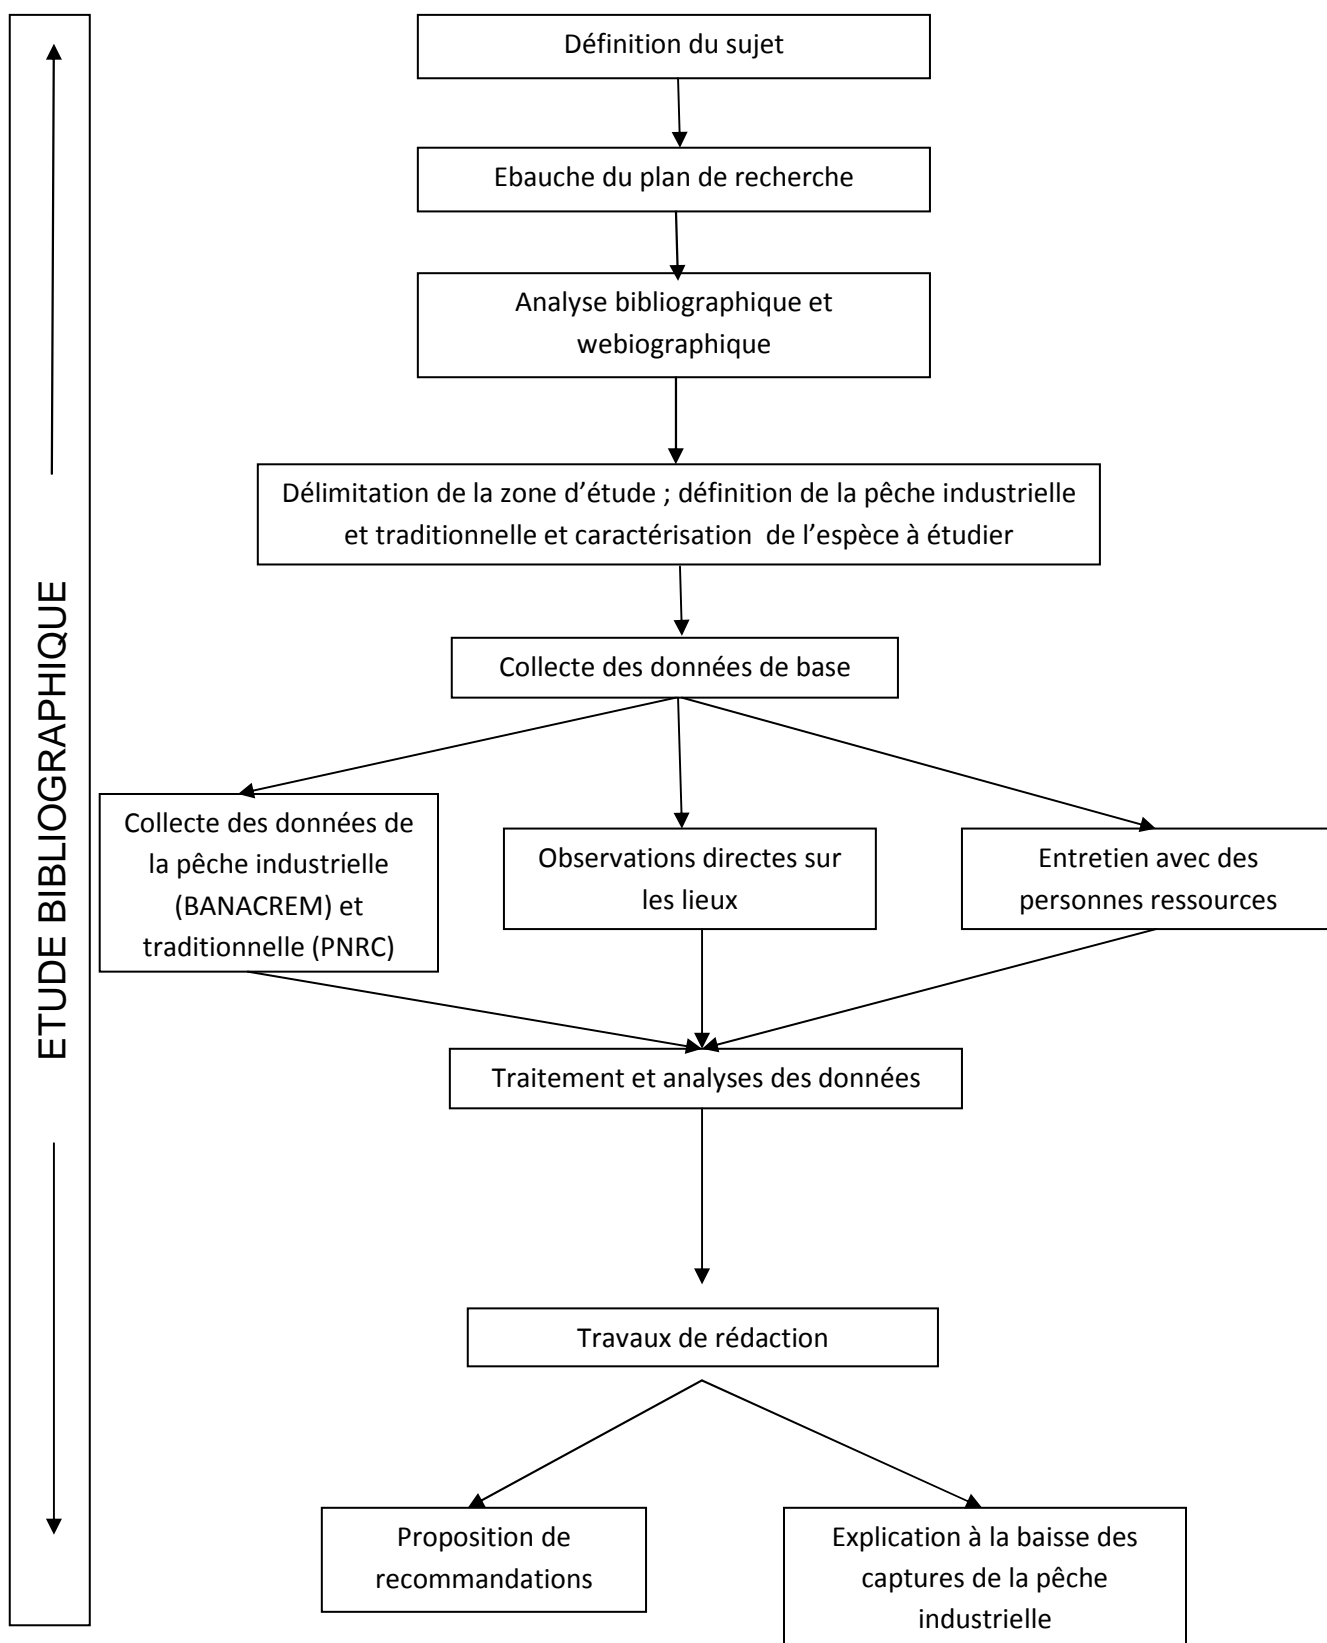 ETUDE BIBLIOGRAPHIQUE
Définition du sujet
Ebauche du plan de recherche
Analyse bibliographique et
webiographique
Délimitation de la zone d’étude ; définition de la pêche industrielle
et traditionnelle et caractérisation  de l’espèce à étudier
Collecte des données de base
Collecte des données de
la pêche industrielle
(BANACREM) et
traditionnelle (PNRC)
Observations directes sur
les lieux
Entretien avec des
personnes ressources
Traitement et analyses des données
Travaux de rédaction
Proposition de
recommandations
Explication à la baisse des
captures de la pêche
industrielle